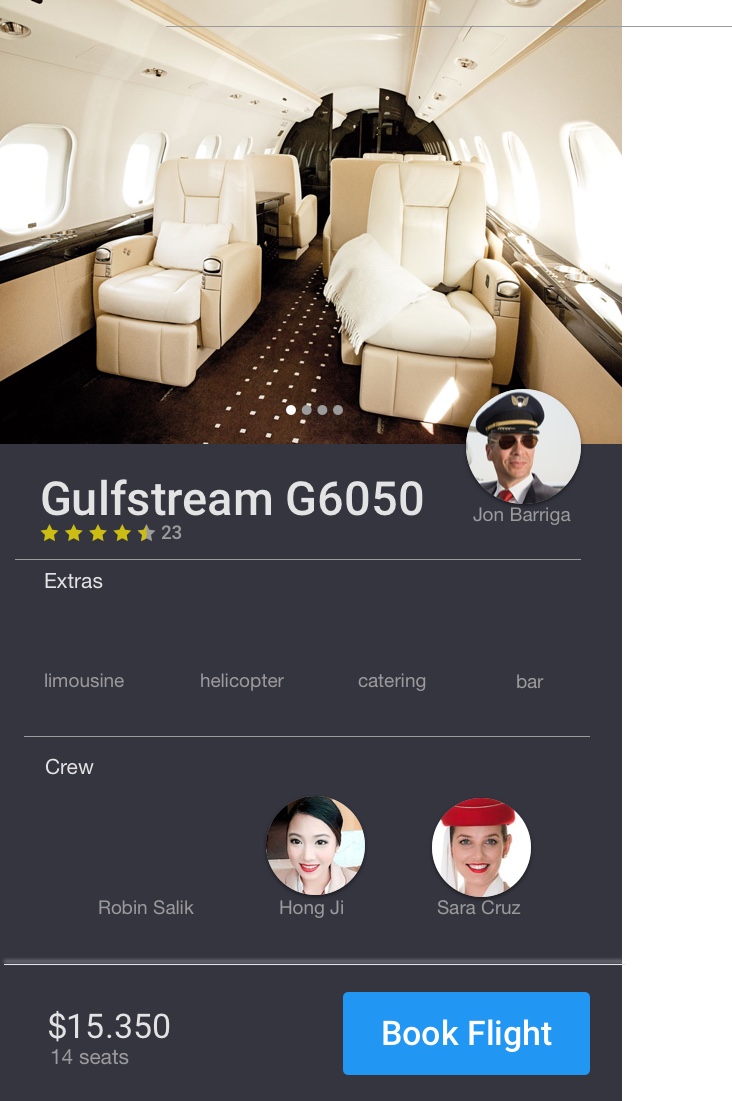 Gulfstream G6050
23
Jon Barriga
Extras
limousine helicopter catering bar
Crew
Robin Salik Hong Ji Sara Cruz
$15.350
14 seats
Book Flight